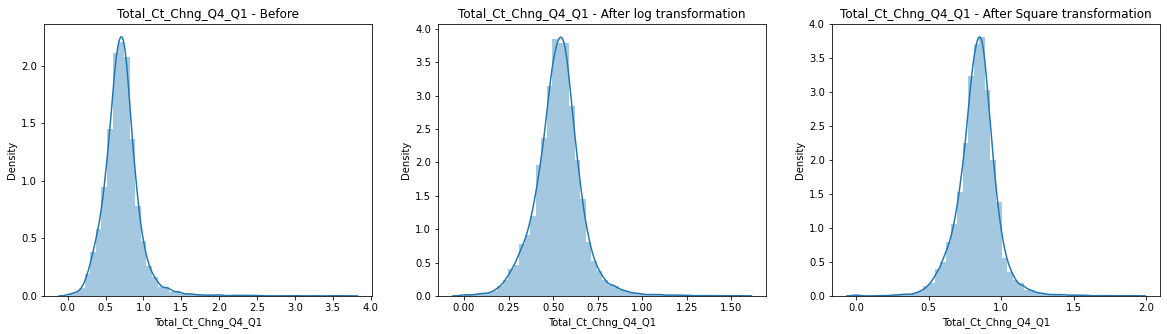 Total_Ct_Chng_Q4_Q1 - Before
Density
2.0
1.5
1.0
0.5
0.0
0.0 0.5 1.0 1.5 2.0 2.5 3.0 3.5 4.0
Total_Ct_Chng_Q4_Q1
Total_Ct_Chng_Q4_Q1 - After log transformation
Density
4.0
3.5
3.0
2.5
2.0
1.5
1.0
0.5
0.0
0.00 0.25 0.50 0.75 1.00 1.25 1.50
Total_Ct_Chng_Q4_Q1
Total_Ct_Chng_Q4_Q1 - After Square transformation
Density
4.0
3.5
3.0
2.5
2.0
1.5
1.0
0.5
0.0
0.0 0.5 1.0 1.5 2.0
Total_Ct_Chng_Q4_Q1